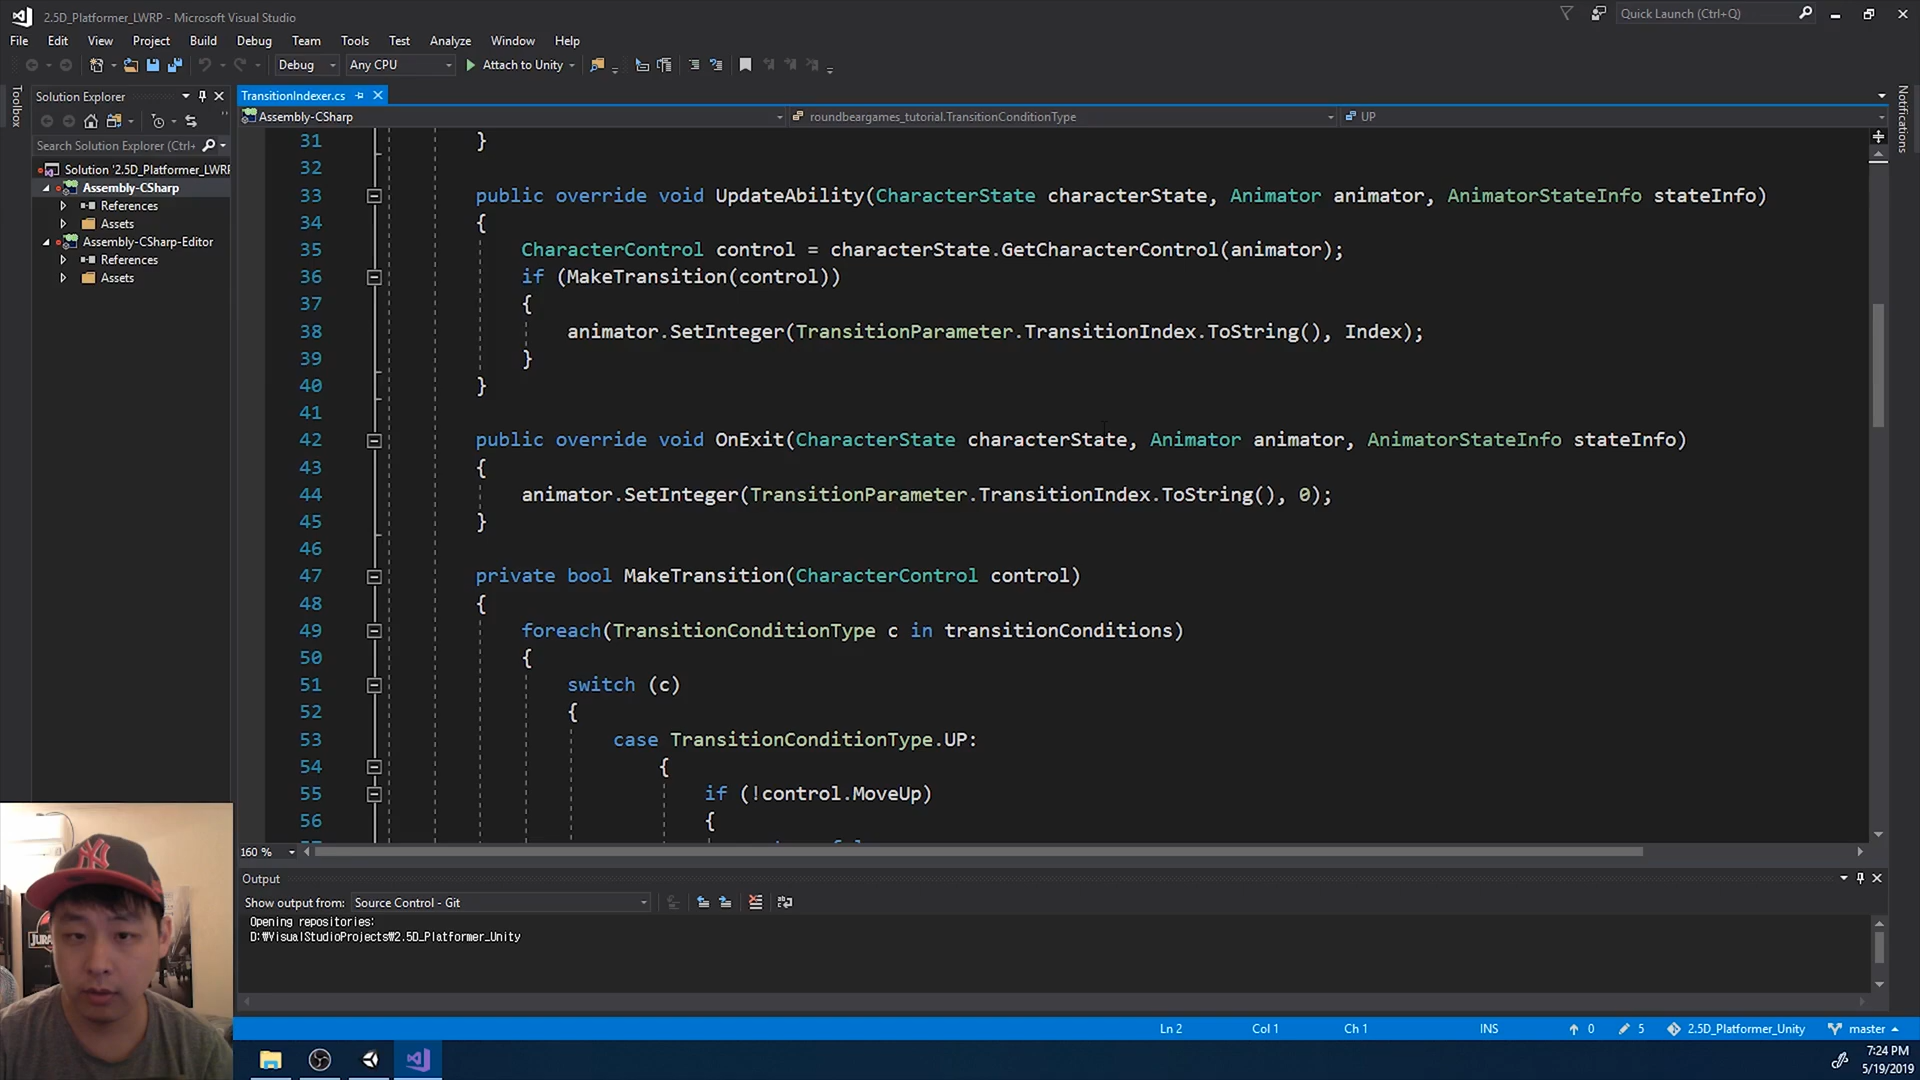 2.5D_Platformer_LWRP - Microsoft Visual Studio
Quick Launch (Ctrl+Q)
File Edit View Project Build Debug Team Tools Test Analyze Window Help
Debug Any CPU Attach to Unity
Toolbox
Solution Explorer
Search Solution Explorer (Ctrl+
Solution '2.5D_Platformer_LWRP
Assembly-CSharp
References
Assets
Assembly-CSharp-Editor
References
Assets
TransitionIndexer.cs
Assembly-CSharp
roundbeargames_tutorial.TransitionConditionType
UP
Notifications
31 }
32
33 public override void UpdateAbility(CharacterState characterState, Animator animator, AnimatorStateInfo stateInfo)
34 {
35 CharacterControl control = characterState.GetCharacterControl(animator);
36 if (MakeTransition(control))
37 {
38 animator.SetInteger(TransitionParameter.TransitionIndex.ToString(), Index);
39 }
40 }
41
42 public override void OnExit(CharacterState characterState, Animator animator, AnimatorStateInfo stateInfo)
43 {
44 animator.SetInteger(TransitionParameter.TransitionIndex.ToString(), 0);
45 }
46
47 private bool MakeTransition(CharacterControl control)
48 {
49 foreach(TransitionConditionType c in transitionConditions)
50 {
51 switch (c)
52 {
53 case TransitionConditionType.UP:
54 {
55 if (!control.MoveUp)
56 {
160 %
Output
Show output from: Source Control - Git
Opening repositories:
D:₩VisualStudioProjects₩2.5D_Platformer_Unity
Ln 2 Col 1 Ch 1 INS 0 5 2.5D_Platformer_Unity master
7:24 PM
5/19/2019